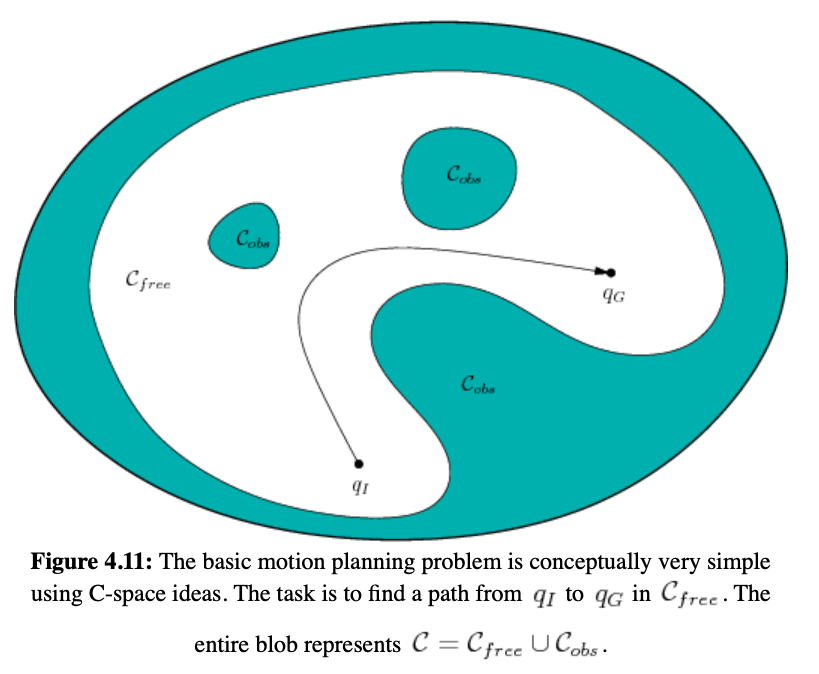 C_obs
C_obs
C_free
q_G
C_obs
q_I
Figure 4.11: The basic motion planning problem is conceptually very simple
using C-space ideas. The task is to find a path from q_I to q_G in C_free. The
entire blob represents C = C_free ∪ C_obs.